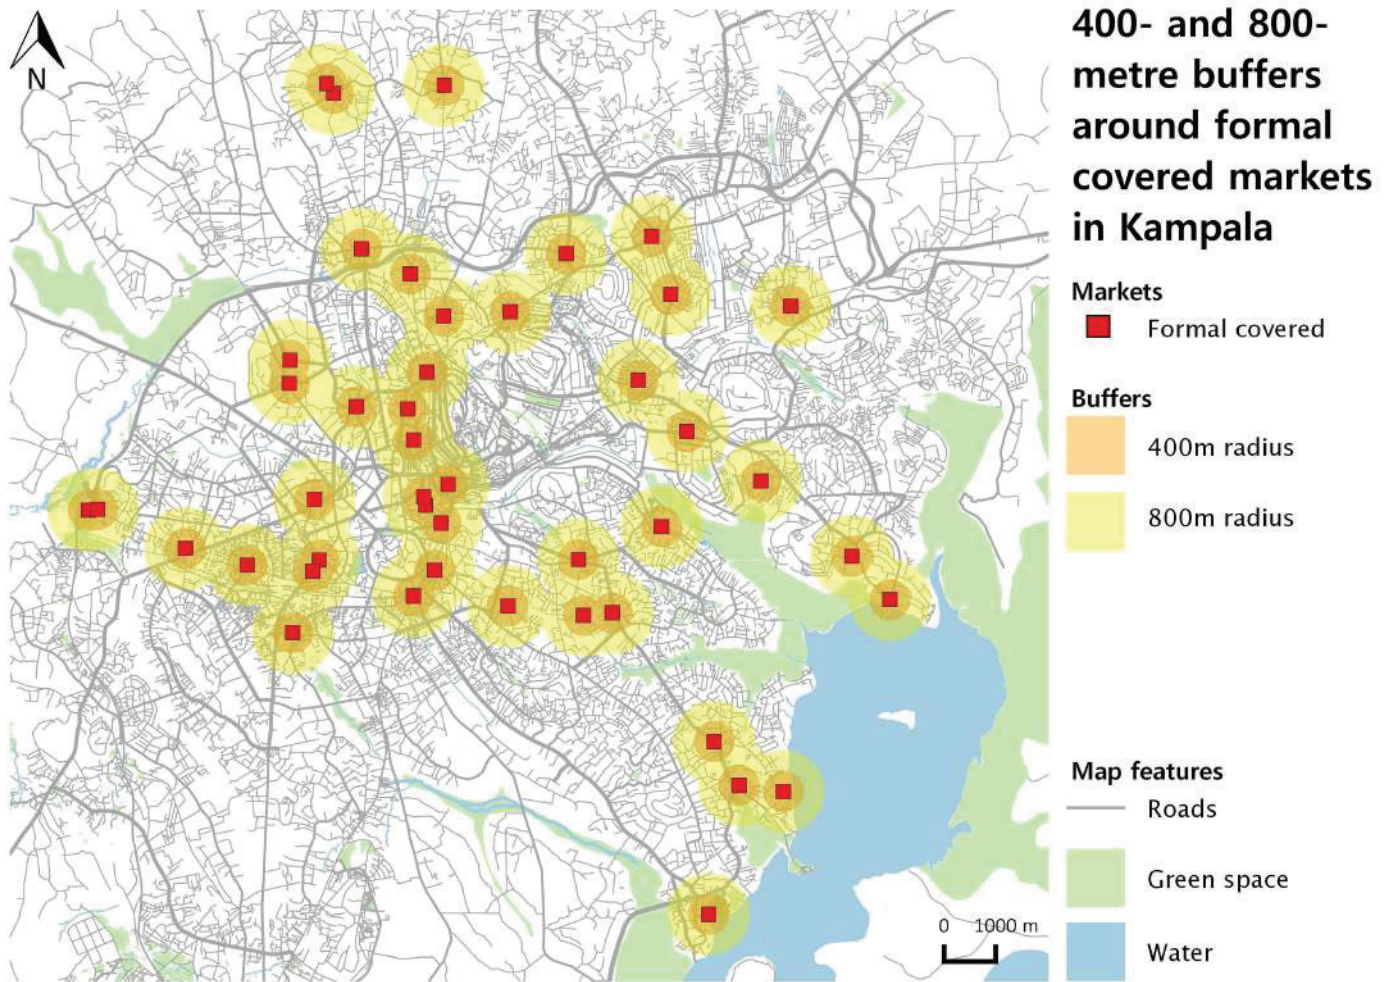 400- and 800-
metre buffers
around formal
covered markets
in Kampala
N
Markets
Formal covered
Buffers
400m radius
800m radius
Map features
Roads
Green space
Water
0 1000 m